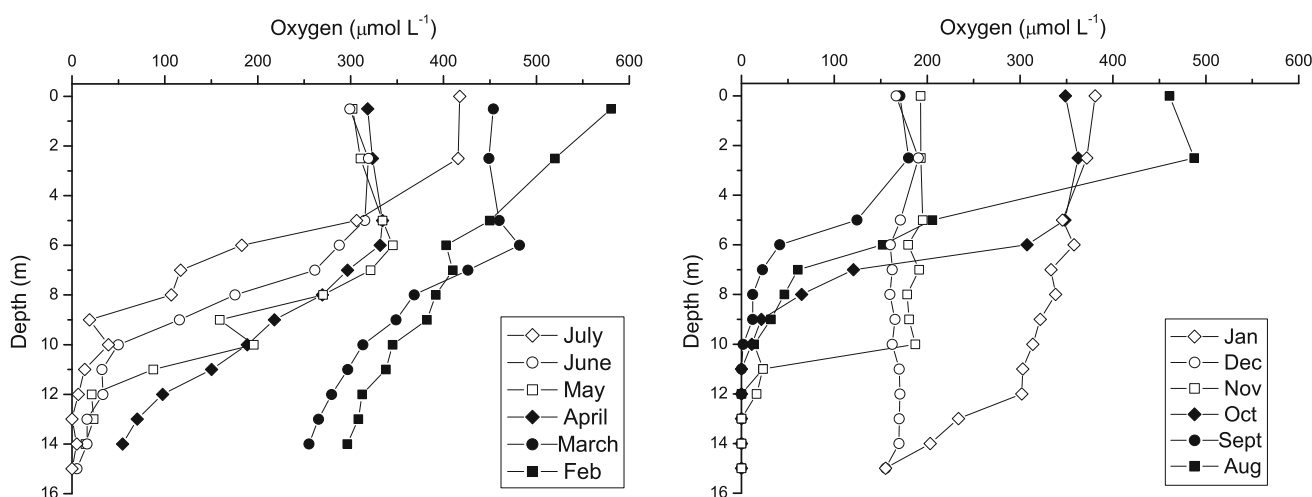 Oxygen (μmol L⁻¹)
0 100 200 300 400 500 600
0
2
4
6
8
10
12
14
16
Depth (m)
July
June
May
April
March
Feb
Oxygen (μmol L⁻¹)
0 100 200 300 400 500 600
0
2
4
6
8
10
12
14
16
Depth (m)
Jan
Dec
Nov
Oct
Sept
Aug